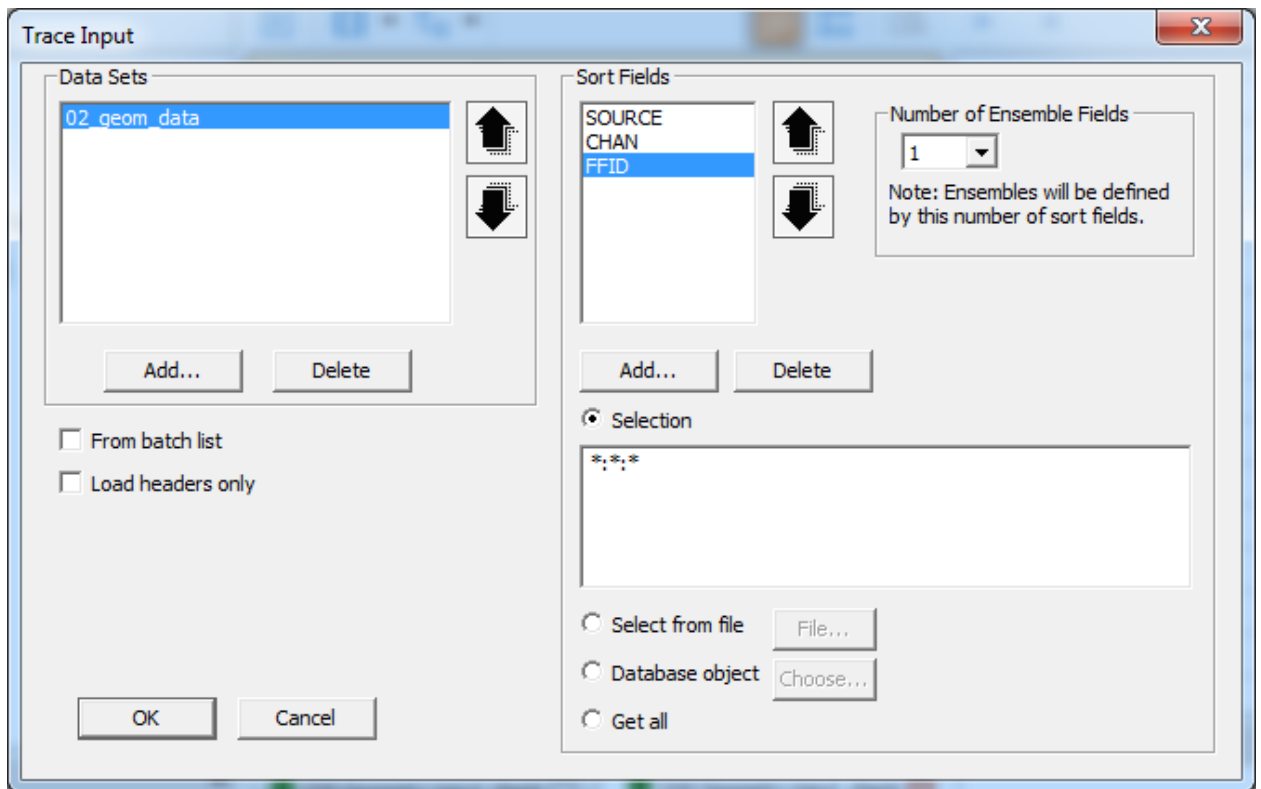 Trace Input
Data Sets
02_geom_data
Add...
Delete
From batch list
Load headers only
OK
Cancel
Sort Fields
SOURCE
CHAN
FFID
Number of Ensemble Fields
1
Note: Ensembles will be defined
by this number of sort fields.
Add...
Delete
Selection
*:*:*
Select from file
File...
Database object
Choose...
Get all